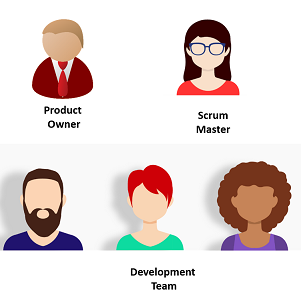 Product
Owner
Scrum
Master
Development
Team